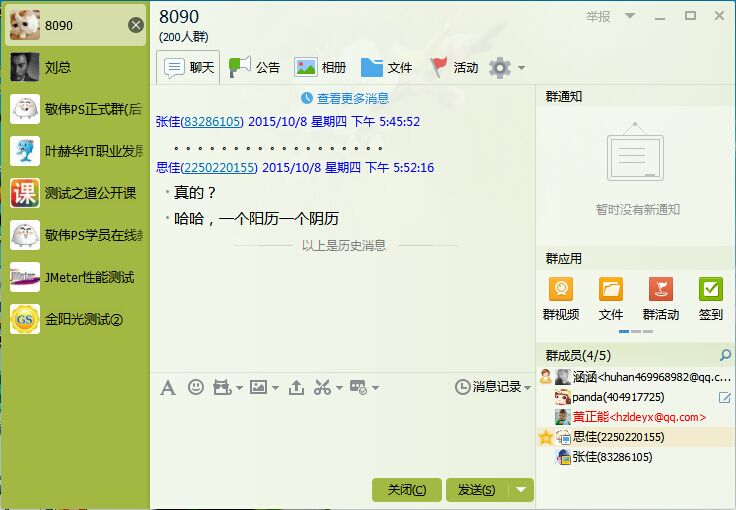 8090
刘总
敬伟PS正式群(后
叶赫华IT职业发展
课
测试之道公开课
敬伟PS学员在线教
JMeter
JMeter性能测试
GS
金阳光测试②
8090
(200人群)
举报
聊天 公告 相册 文件 活动
查看更多消息
张佳(83286105) 2015/10/8 星期四 下午 5:45:52
。。。。。。。。。。。。。。。。。。
思佳(2250220155) 2015/10/8 星期四 下午 5:52:16
真的？
哈哈，一个阳历一个阴历
以上是历史消息
消息记录
关闭(C) 发送(S)
群通知
暂时没有新通知
群应用
群视频 文件 群活动 签到
群成员(4/5)
涵涵<huhan469968982@qq.c...
panda(404917725)
黄正能<hzldeyx@qq.com>
思佳(2250220155)
张佳(83286105)